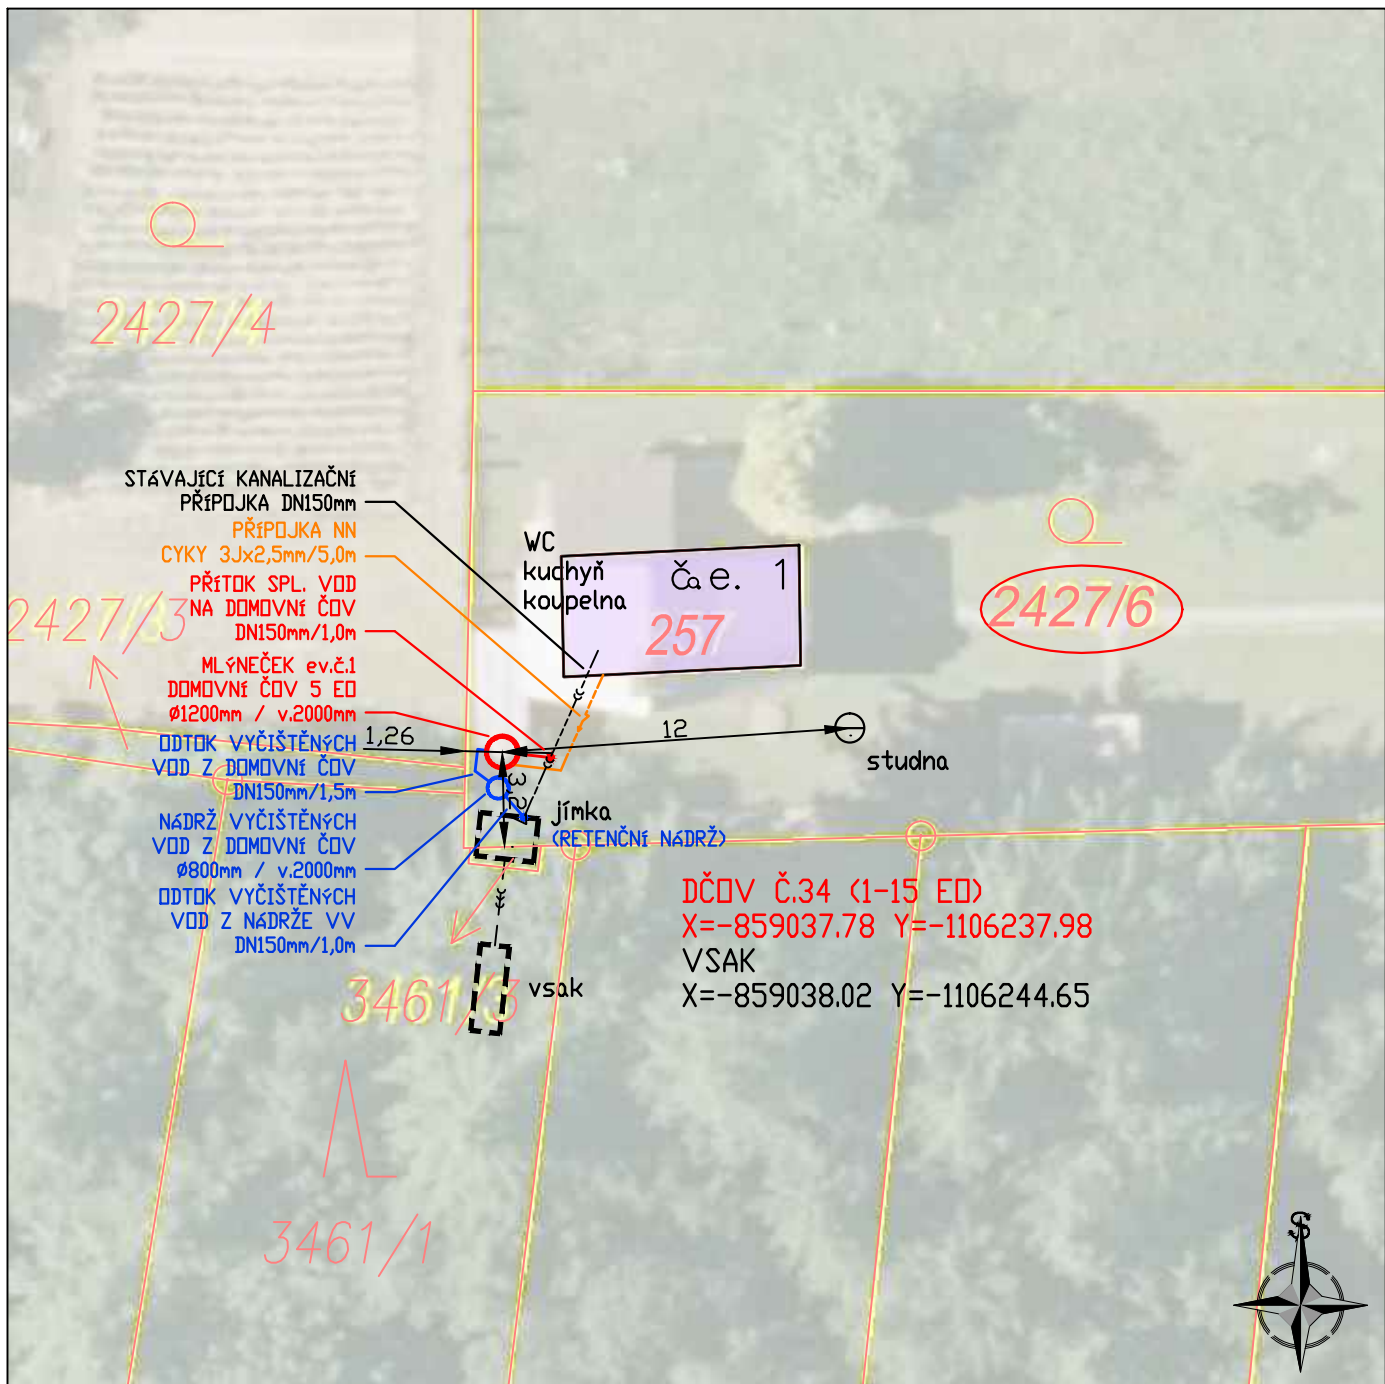 2427/4
STÁVAJÍCÍ KANALIZAČNÍ
PŘÍPOJKA DN150mm
PŘÍPOJKA NN
CYKY 3Jx2,5mm/5,0m
PŘÍTOK SPL. VOD
NA DOMOVNÍ ČOV
DN150mm/1,0m
MLÝNEČEK ev.č.1
DOMOVNÍ ČOV 5 EO
Ø1200mm / v.2000mm
ODTOK VYČIŠTĚNÝCH
VOD Z DOMOVNÍ ČOV
DN150mm/1,5m
NÁDRŽ VYČIŠTĚNÝCH
VOD Z DOMOVNÍ ČOV
Ø800mm / v.2000mm
ODTOK VYČIŠTĚNÝCH
VOD Z NÁDRŽE VV
DN150mm/1,0m
2427/3
WC
kuchyň
koupelna
e. 1
257
2427/6
1,26
12
3,2
studna
jímka
(RETENČNÍ NÁDRŽ)
DČOV Č.34 (1-15 EO)
X=-859037.78 Y=-1106237.98
VSAK
X=-859038.02 Y=-1106244.65
3461/3
vsak
3461/1
S